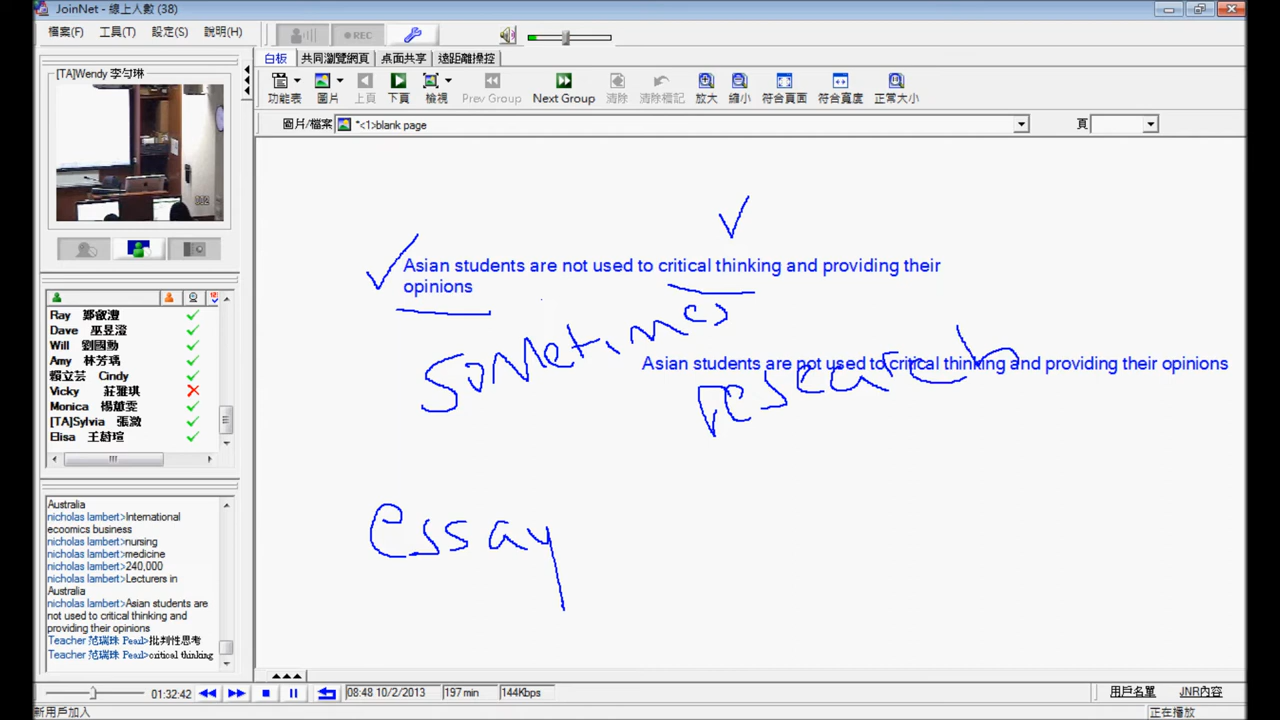 JoinNet - 線上人數 (38)
檔案(F) 工具(T) 設定(S) 說明(H)
REC
[TA]Wendy 李勻琳
白板 共同瀏覽網頁 桌面共享 遠距離操控
功能表 圖片 上頁 下頁 檢視 Prev Group Next Group 清除 清除標記 放大 縮小 符合頁面 符合寬度 正常大小
圖片/檔案 *<1>blank page 頁
Ray 鄭叡澧
Dave 巫昱澄
Will 劉國勳
Amy 林芳瑀
賴立芸 Cindy
Vicky 莊雅琪
Monica 楊蕙雯
[TA]Sylvia 張瀲
Elisa 王蔚瑄
Asian students are not used to critical thinking and providing their
opinions
sometimes
Asian students are not used to critical thinking and providing their opinions
research
essay
Australia
nicholas lambert>International
ecoomics business
nicholas lambert>nursing
nicholas lambert>medicine
nicholas lambert>240,000
nicholas lambert>Lecturers in
Australia
nicholas lambert>Asian students are
not used to critical thinking and
providing their opinions
Teacher 范瑞珠 Pearl>批判性思考
Teacher 范瑞珠 Pearl>critical thinking
01:32:42 08:48 10/2/2013 197 min 144Kbps 用戶名單 JNR內容
新用戶加入 正在播放